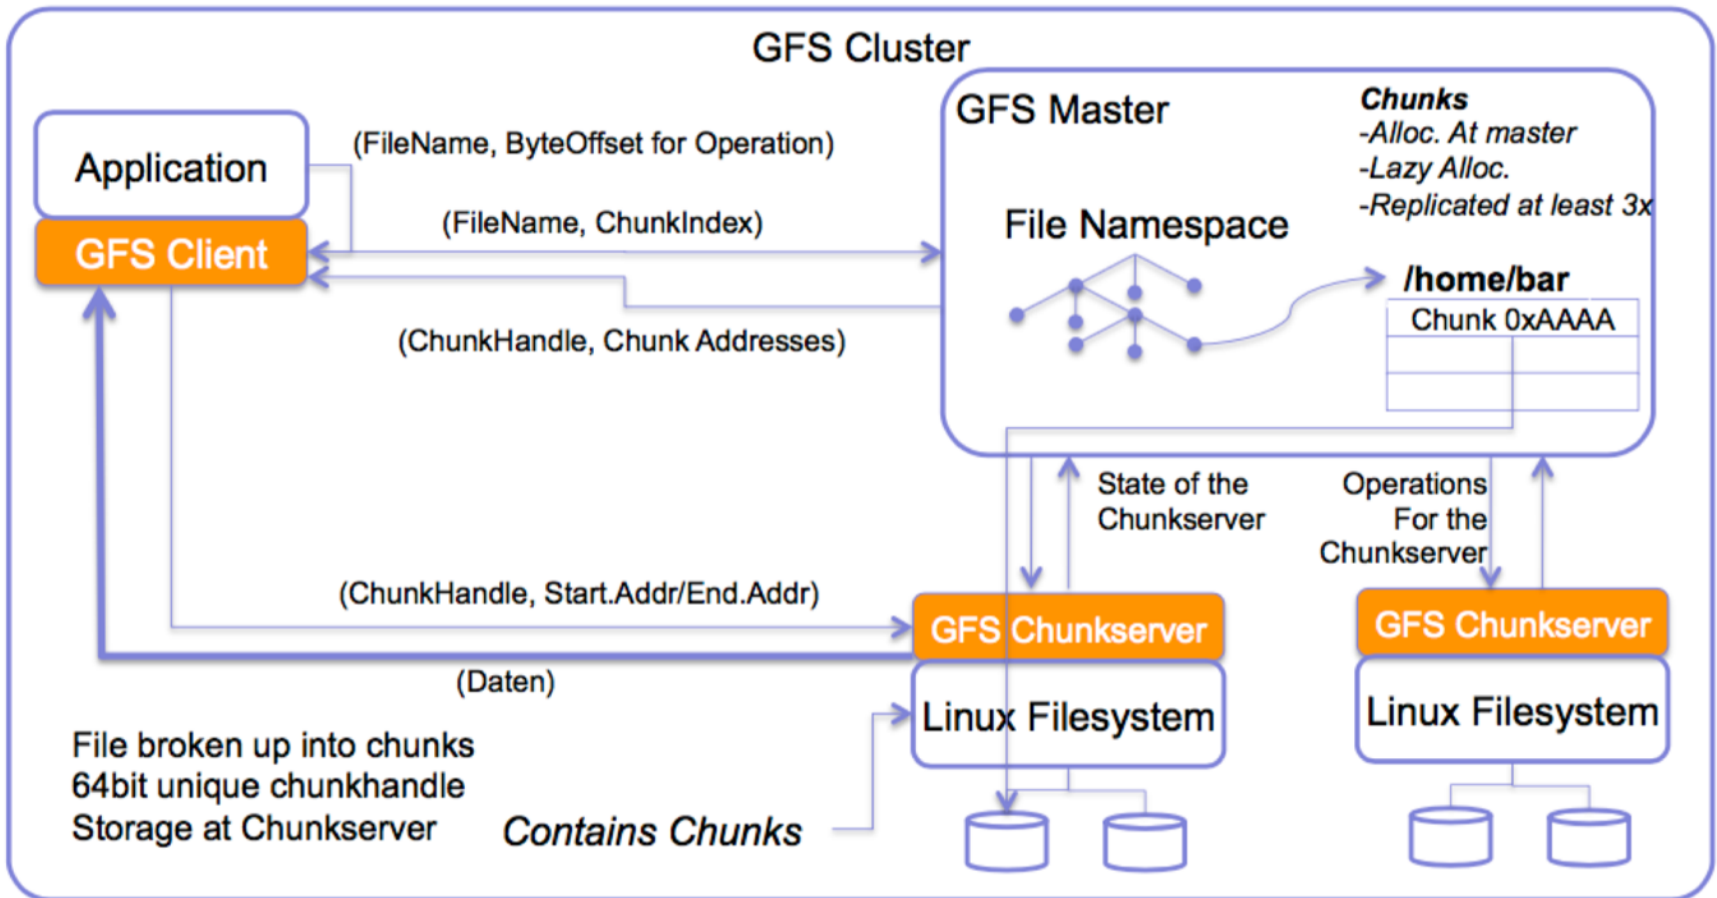 GFS Cluster
Application
GFS Client
(FileName, ByteOffset for Operation)
(FileName, ChunkIndex)
(ChunkHandle, Chunk Addresses)
GFS Master
Chunks
-Alloc. At master
-Lazy Alloc.
-Replicated at least 3x
File Namespace
/home/bar
Chunk 0xAAAA
State of the
Chunkserver
Operations
For the
Chunkserver
(ChunkHandle, Start.Addr/End.Addr)
(Daten)
GFS Chunkserver
Linux Filesystem
GFS Chunkserver
Linux Filesystem
File broken up into chunks
64bit unique chunkhandle
Storage at Chunkserver
Contains Chunks